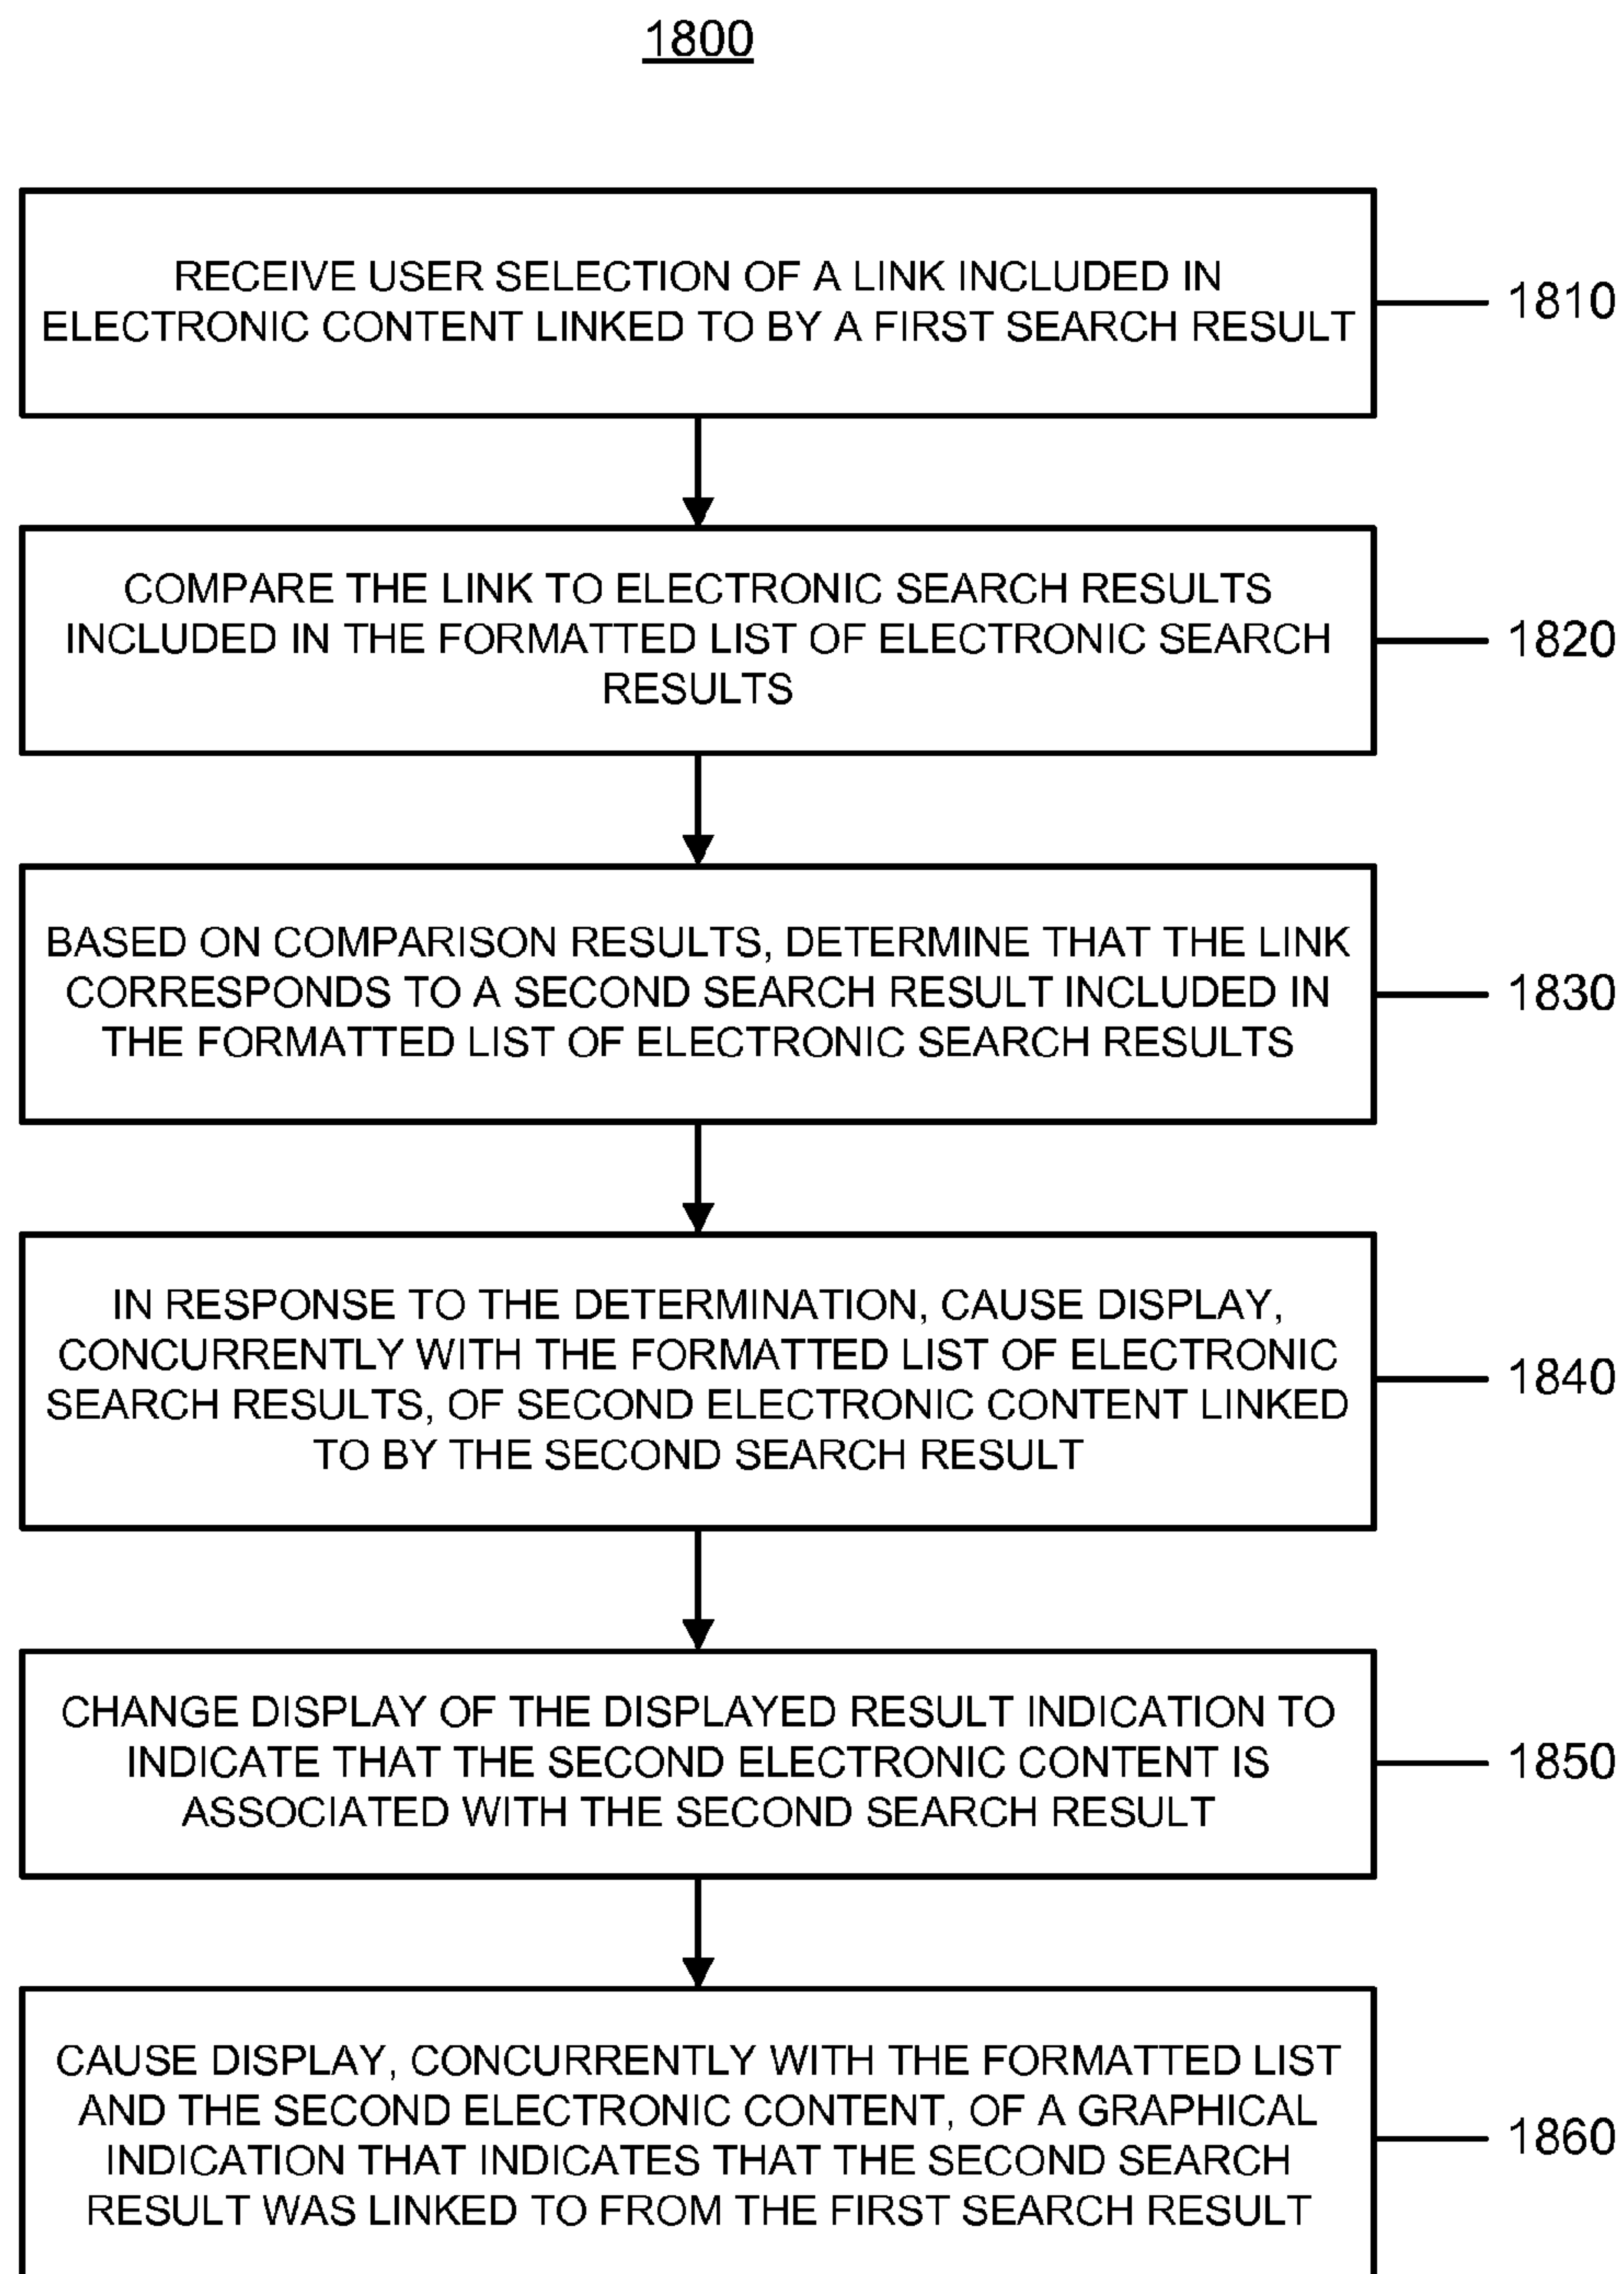 1800
RECEIVE USER SELECTION OF A LINK INCLUDED IN
ELECTRONIC CONTENT LINKED TO BY A FIRST SEARCH RESULT
1810
COMPARE THE LINK TO ELECTRONIC SEARCH RESULTS
INCLUDED IN THE FORMATTED LIST OF ELECTRONIC SEARCH
RESULTS
1820
BASED ON COMPARISON RESULTS, DETERMINE THAT THE LINK
CORRESPONDS TO A SECOND SEARCH RESULT INCLUDED IN
THE FORMATTED LIST OF ELECTRONIC SEARCH RESULTS
1830
IN RESPONSE TO THE DETERMINATION, CAUSE DISPLAY,
CONCURRENTLY WITH THE FORMATTED LIST OF ELECTRONIC
SEARCH RESULTS, OF SECOND ELECTRONIC CONTENT LINKED
TO BY THE SECOND SEARCH RESULT
1840
CHANGE DISPLAY OF THE DISPLAYED RESULT INDICATION TO
INDICATE THAT THE SECOND ELECTRONIC CONTENT IS
ASSOCIATED WITH THE SECOND SEARCH RESULT
1850
CAUSE DISPLAY, CONCURRENTLY WITH THE FORMATTED LIST
AND THE SECOND ELECTRONIC CONTENT, OF A GRAPHICAL
INDICATION THAT INDICATES THAT THE SECOND SEARCH
RESULT WAS LINKED TO FROM THE FIRST SEARCH RESULT
1860